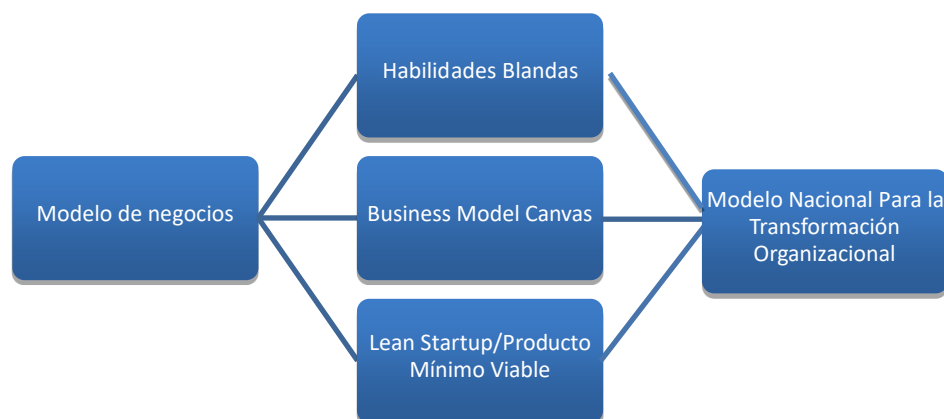 Habilidades Blandas
Modelo de negocios
Business Model Canvas
Modelo Nacional Para la
Transformación
Organizacional
Lean Startup/Producto
Mínimo Viable